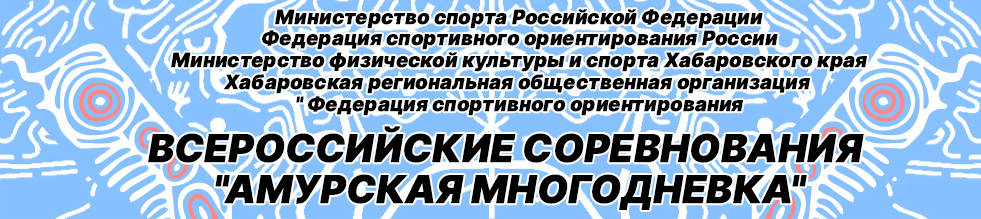 Министерство спорта Российской Федерации
Федерация спортивного ориентирования России
Министерство физической культуры и спорта Хабаровского края
Хабаровская региональная общественная организация
" Федерация спортивного ориентирования
ВСЕРОССИЙСКИЕ СОРЕВНОВАНИЯ
"АМУРСКАЯ МНОГОДНЕВКА"